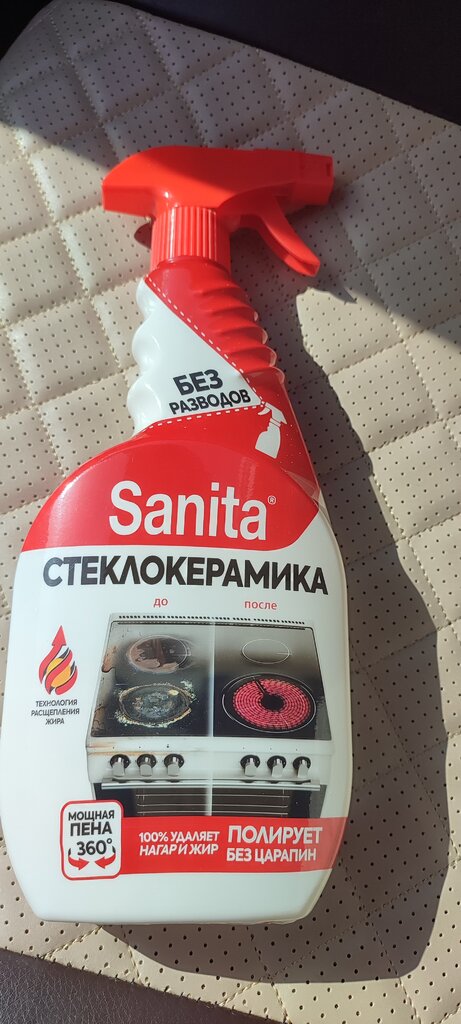 БЕЗ
РАЗВОДОВ
Sanita®
СТЕКЛОКЕРАМИКА
до после
ТЕХНОЛОГИЯ
РАСЩЕПЛЕНИЯ
ЖИРА
МОЩНАЯ
ПЕНА
360°
100% УДАЛЯЕТ
НАГАР И ЖИР
ПОЛИРУЕТ
БЕЗ ЦАРАПИН